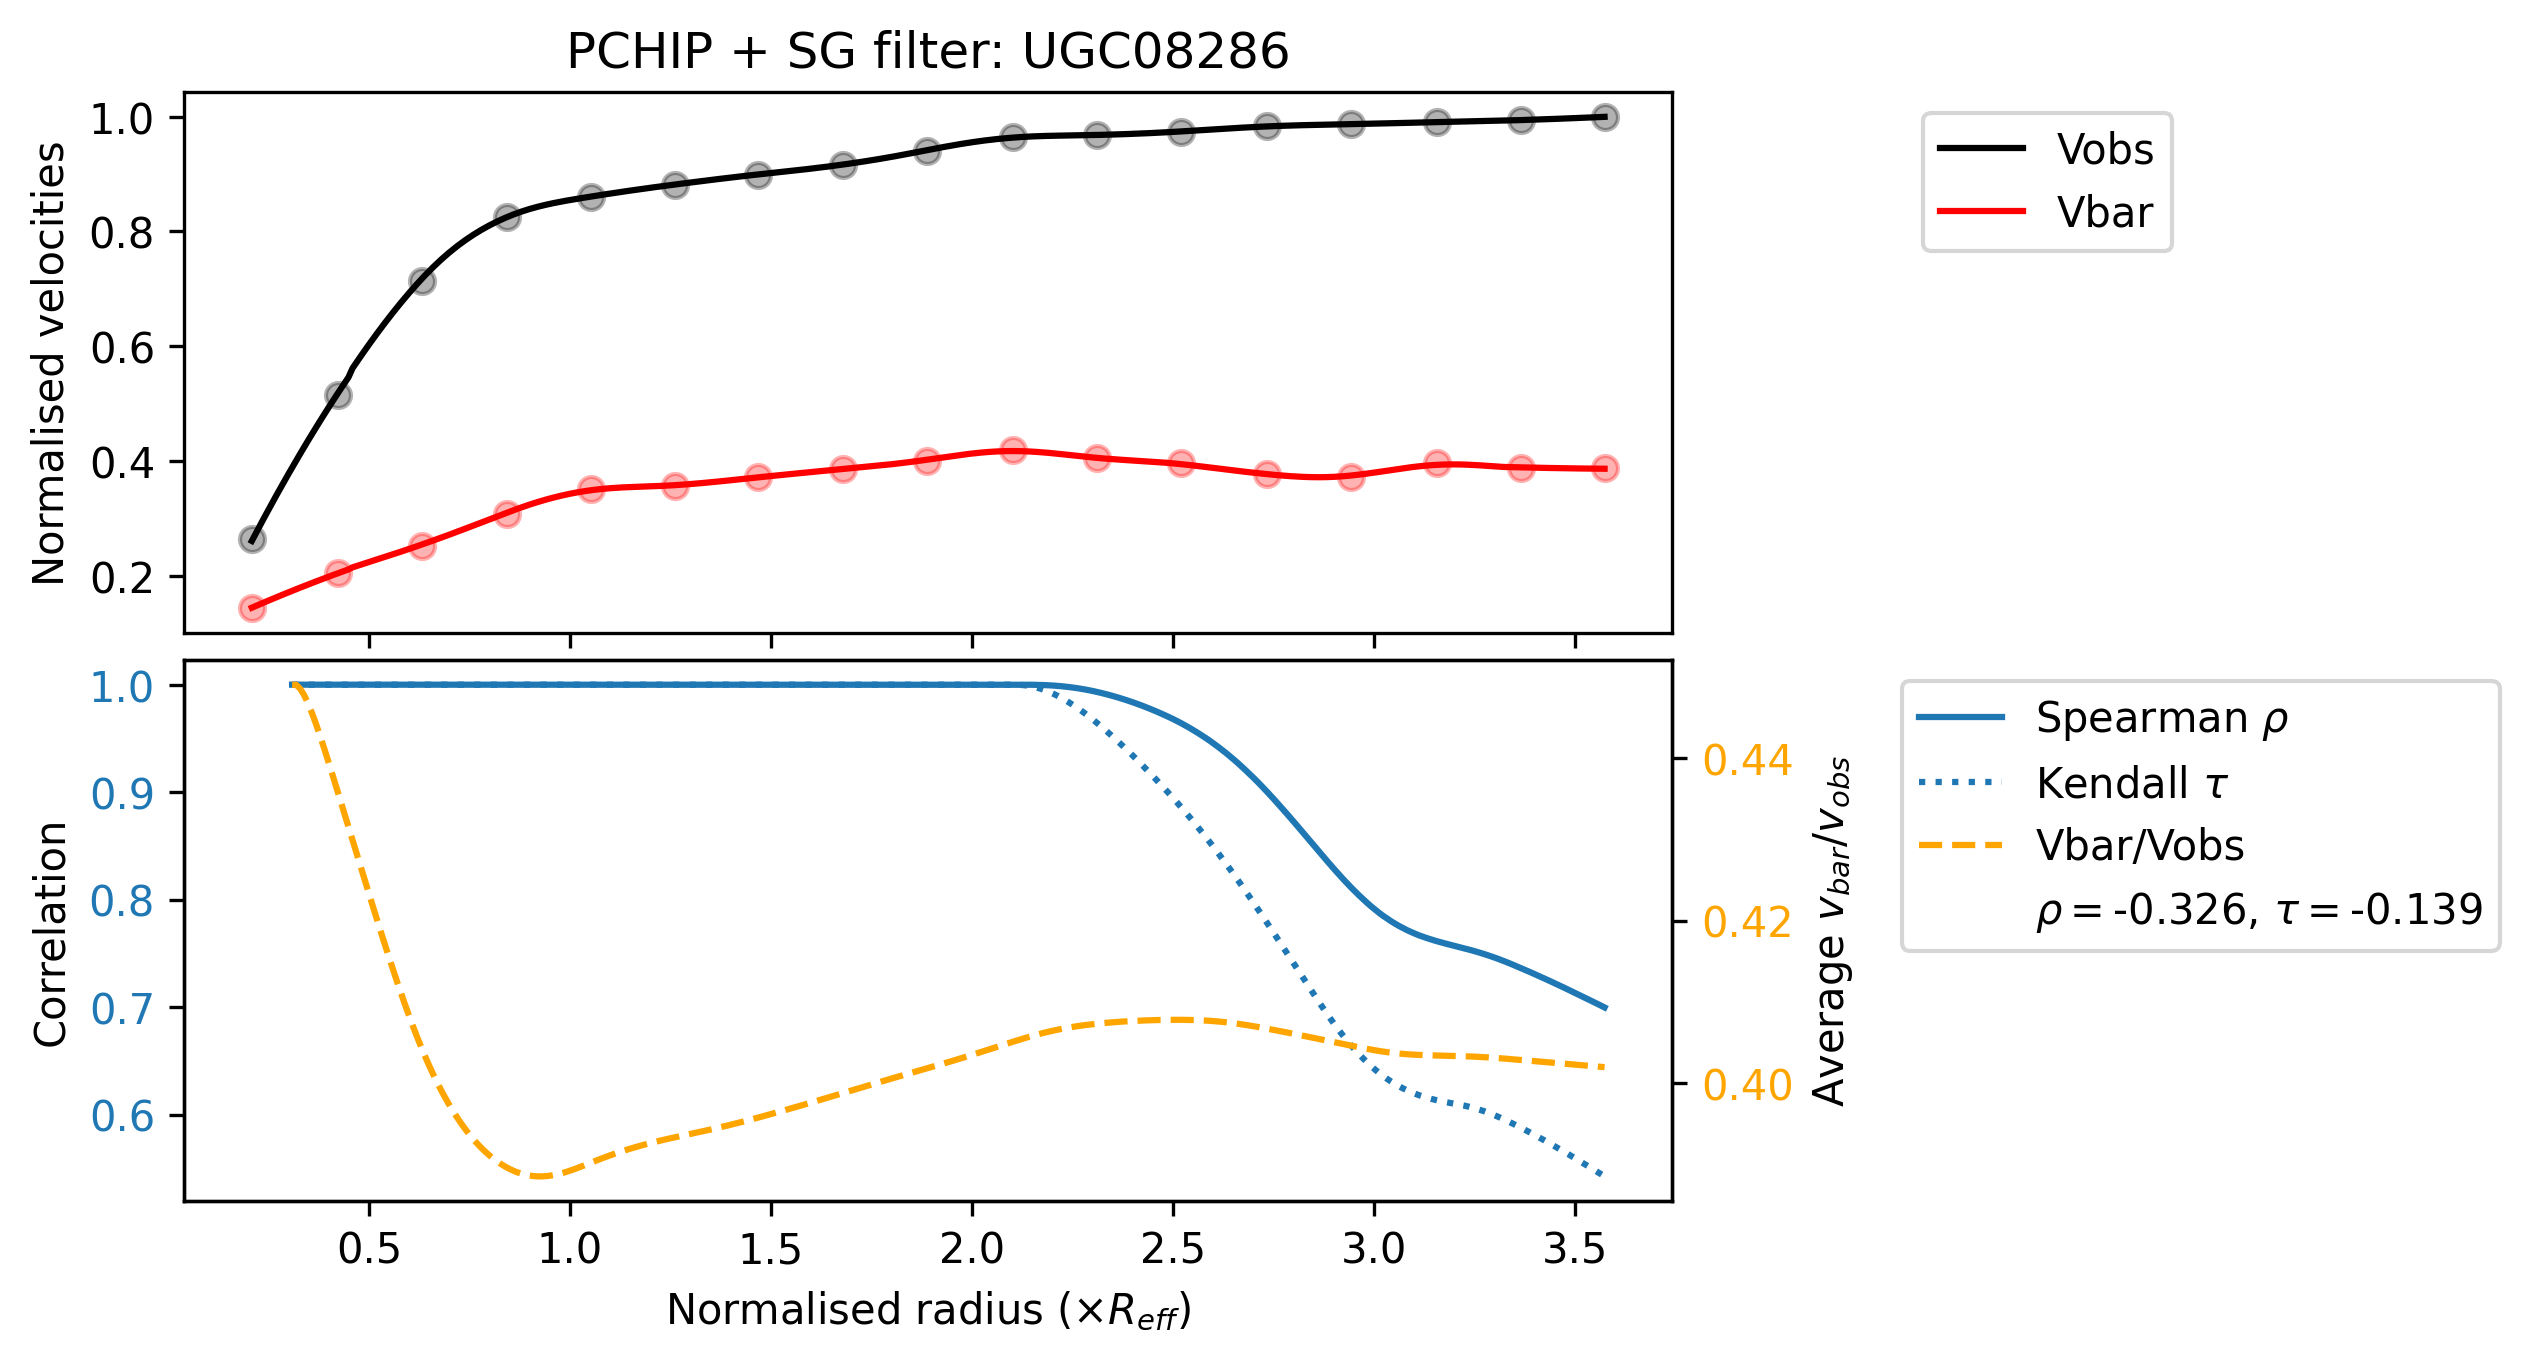 PCHIP + SG filter: UGC08286
Normalised velocities
1.0
0.8
0.6
0.4
0.2
Vobs
Vbar
Correlation
1.0
0.9
0.8
0.7
0.6
0.44
0.42
0.40
Average v_bar/v_obs
Spearman ρ
Kendall τ
Vbar/Vobs
ρ = -0.326, τ = -0.139
0.5 1.0 1.5 2.0 2.5 3.0 3.5
Normalised radius (×R_eff)